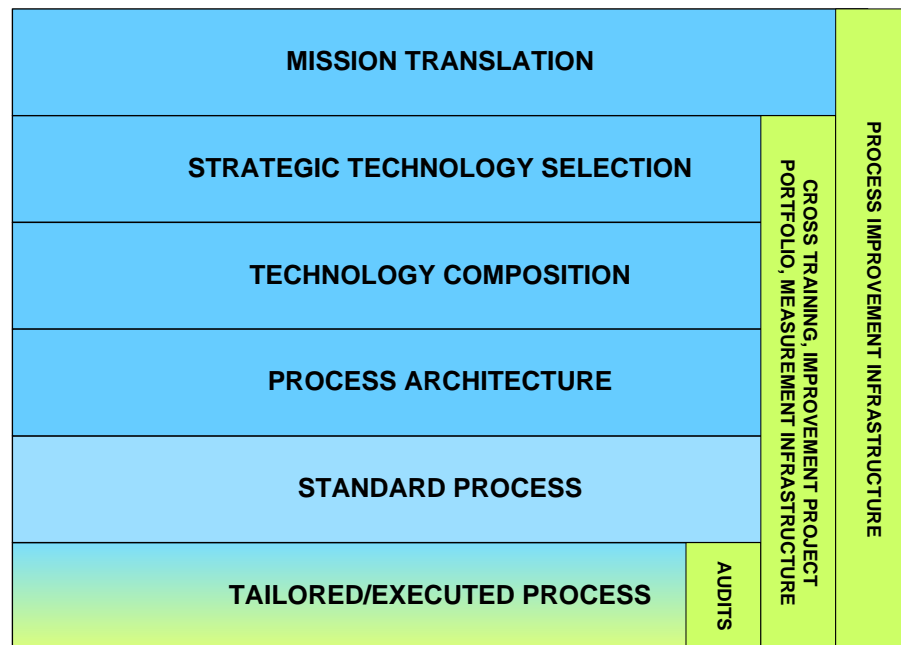 MISSION TRANSLATION
STRATEGIC TECHNOLOGY SELECTION
TECHNOLOGY COMPOSITION
PROCESS ARCHITECTURE
STANDARD PROCESS
TAILORED/EXECUTED PROCESS
AUDITS
CROSS TRAINING, IMPROVEMENT PROJECT
PORTFOLIO, MEASUREMENT INFRASTRUCTURE
PROCESS IMPROVEMENT INFRASTRUCTURE